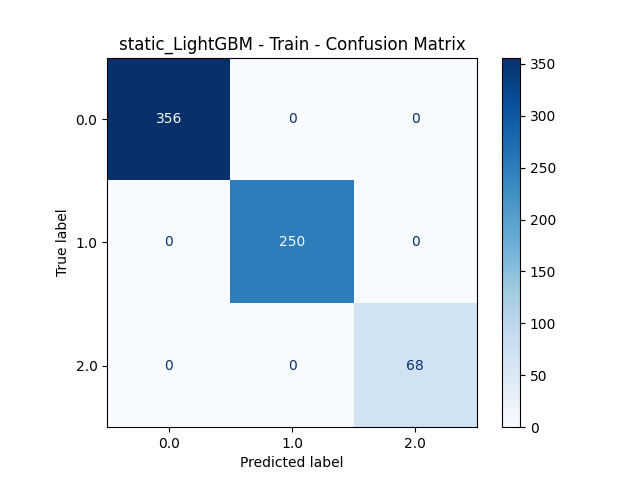 static_LightGBM - Train - Confusion Matrix
350
300
250
200
150
100
50
0
True label
0.0
356 0 0
1.0
0 250 0
2.0
0 0 68
0.0 1.0 2.0
Predicted label